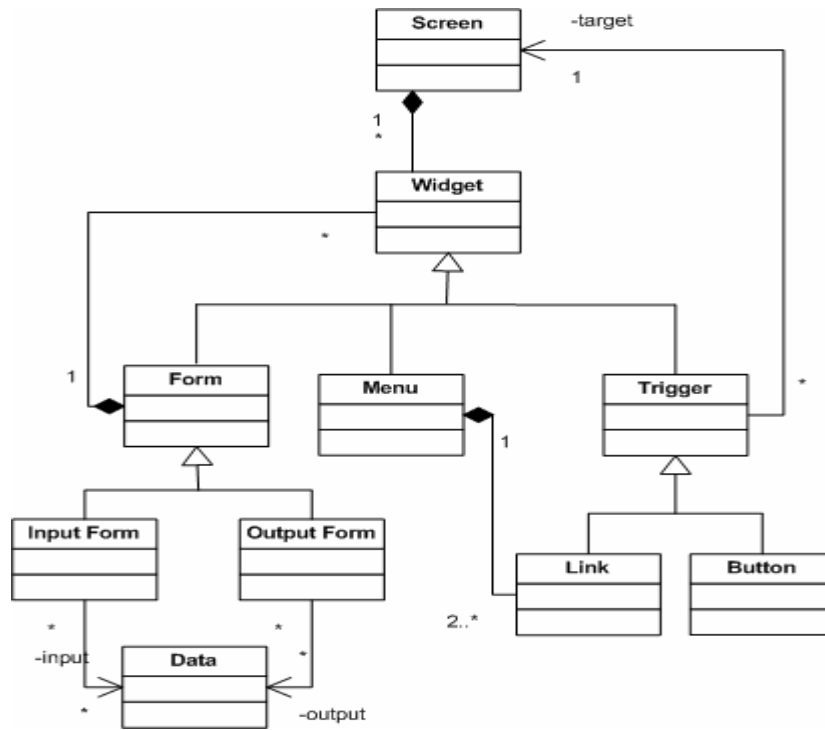 Screen
-target
1
1
*
Widget
*
Form
Menu
Trigger
1
*
1
Input Form
Output Form
Link
Button
2..*
*
*
-input
Data
*
*
-output